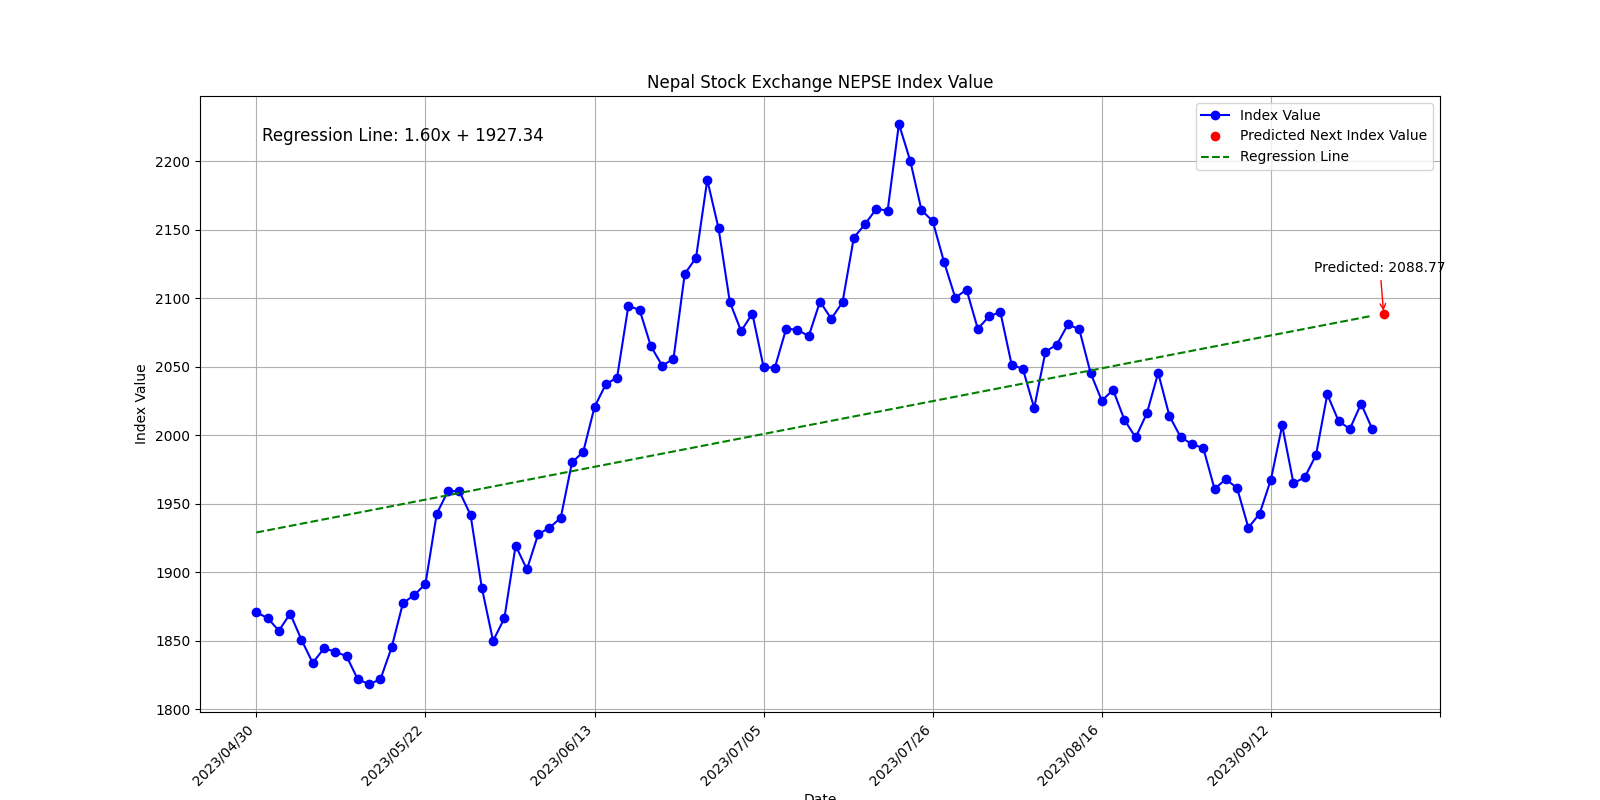 Nepal Stock Exchange NEPSE Index Value
Regression Line: 1.60x + 1927.34
Index Value
Predicted Next Index Value
Regression Line
Predicted: 2088.77
2200
2150
2100
2050
2000
1950
1900
1850
1800
Index Value
2023/04/30
2023/05/22
2023/06/13
2023/07/05
2023/07/26
2023/08/16
2023/09/12
Date